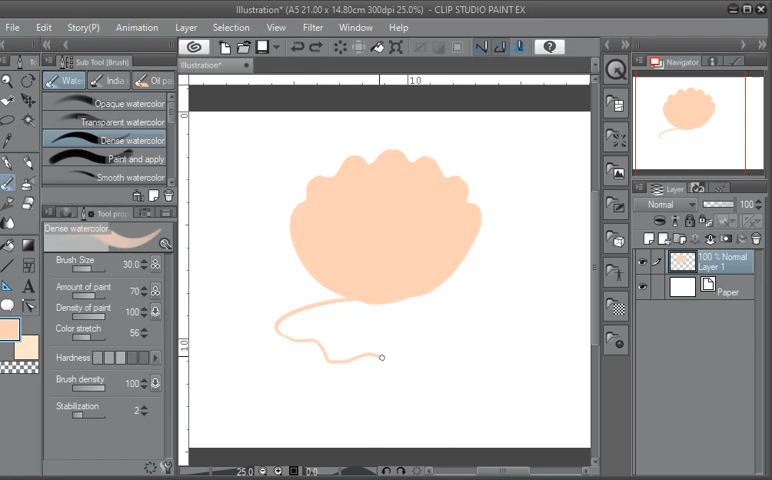 Illustration* (A5 21.00 x 14.80cm 300dpi 25.0%) - CLIP STUDIO PAINT EX
File Edit Story(P) Animation Layer Selection View Filter Window Help
Sub Tool [Brush]
Illustration*
Navigator
India
Oil pa
10
Opaque watercolor
Transparent watercolor
Dense watercolor
Paint and apply
Smooth watercolor
0
Layer
Normal 100
Tool prop
Dense watercolor
100 % Normal
Layer 1
Paper
Brush Size 30.0
Amount of paint 70
Density of paint 100
Color stretch 56
Hardness
10
Brush density 100
Stabilization 2
25.0
0.0